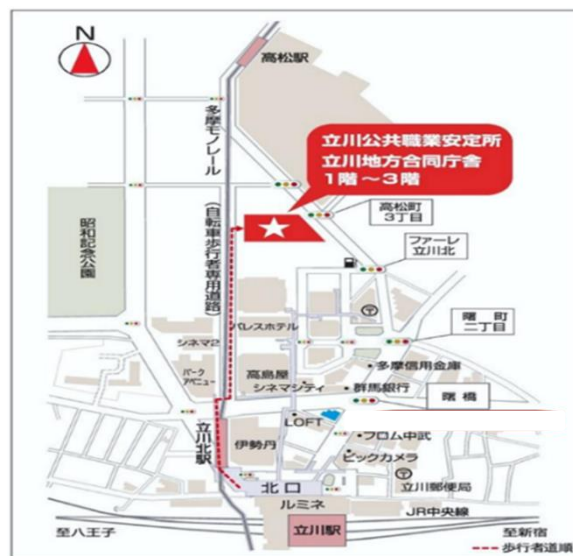 N
高松駅
多摩モノレール
(自転車歩行者専用道路)
立川公共職業安定所
立川地方合同庁舎
1階～3階
高松町
3丁目
昭和記念公園
ファーレ
立川北
曙町
二丁目
パレスホテル
シネマ2
多摩信用金庫
高島屋
パーク
アベニュー
シネマシティ
群馬銀行
曙橋
LOFT
立川北駅
伊勢丹
フロム中武
ビックカメラ
北口
立川郵便局
ルミネ
JR中央線
至八王子
立川駅
至新宿
歩行者道順